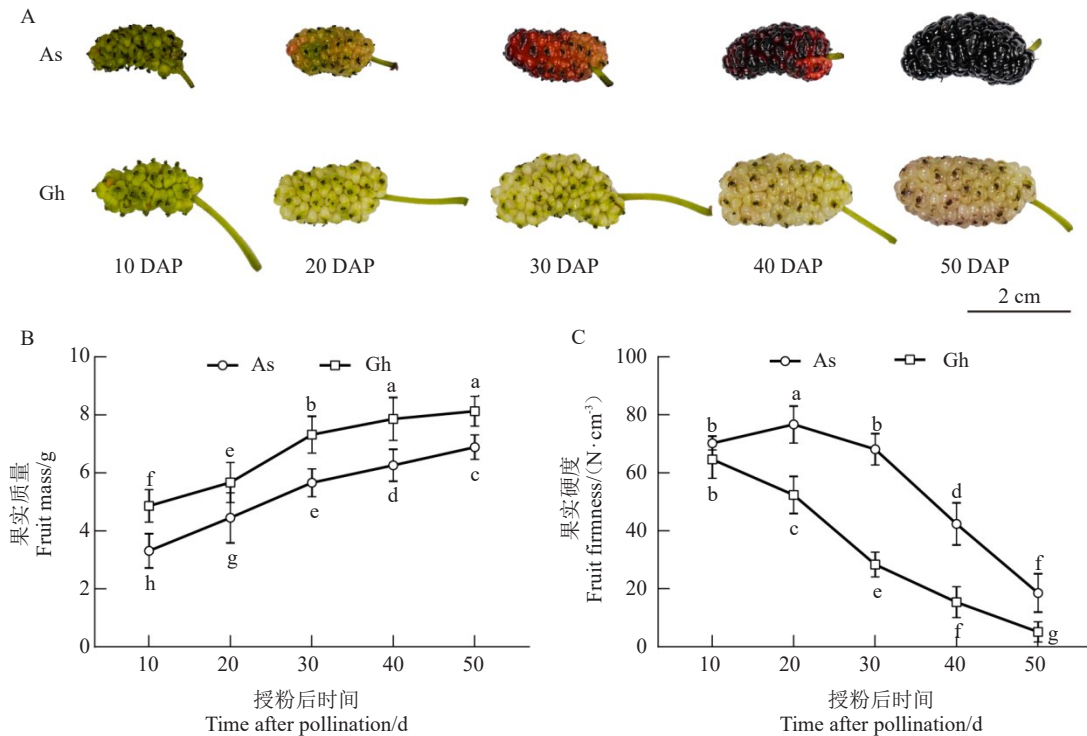 A
As
Gh
10 DAP 20 DAP 30 DAP 40 DAP 50 DAP
2 cm
B
As Gh
10
8
6
4
2
0
果实质量
Fruit mass/g
f e b a a
h g e d c
10 20 30 40 50
授粉后时间
Time after pollination/d
C
As Gh
100
80
60
40
20
0
果实硬度
Fruit firmness/(N·cm⁻³)
b a b d f
b c e f g
10 20 30 40 50
授粉后时间
Time after pollination/d